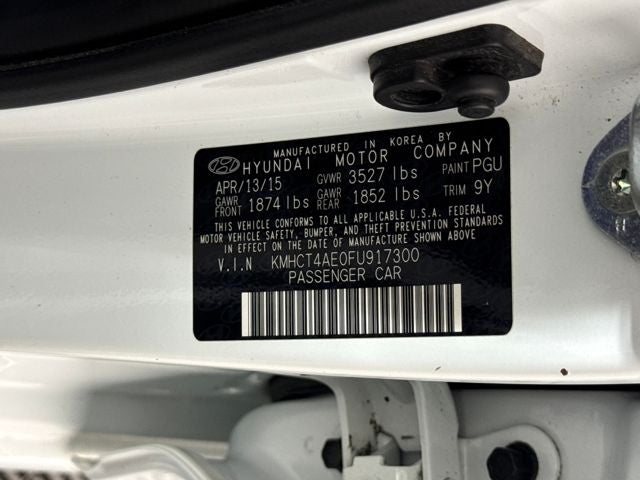 MANUFACTURED IN KOREA BY
HYUNDAI MOTOR COMPANY
APR/13/15 GVWR 3527 lbs PAINT PGU
GAWR FRONT 1874 lbs GAWR REAR 1852 lbs TRIM 9Y
THIS VEHICLE CONFORMS TO ALL APPLICABLE U.S.A. FEDERAL
MOTOR VEHICLE SAFETY, BUMPER, AND THEFT PREVENTION STANDARDS
IN EFFECT ON THE DATE OF MANUFACTURE SHOWN ABOVE.
V.I.N KMHCT4AE0FU917300
PASSENGER CAR